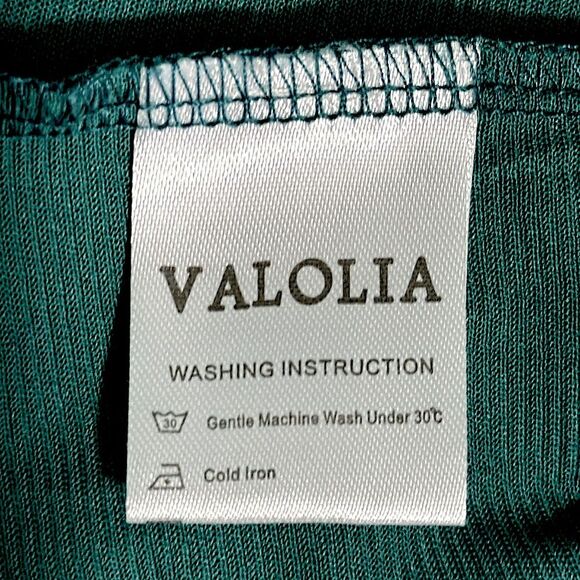 VALOLIA
WASHING INSTRUCTION
30 Gentle Machine Wash Under 30℃
Cold Iron